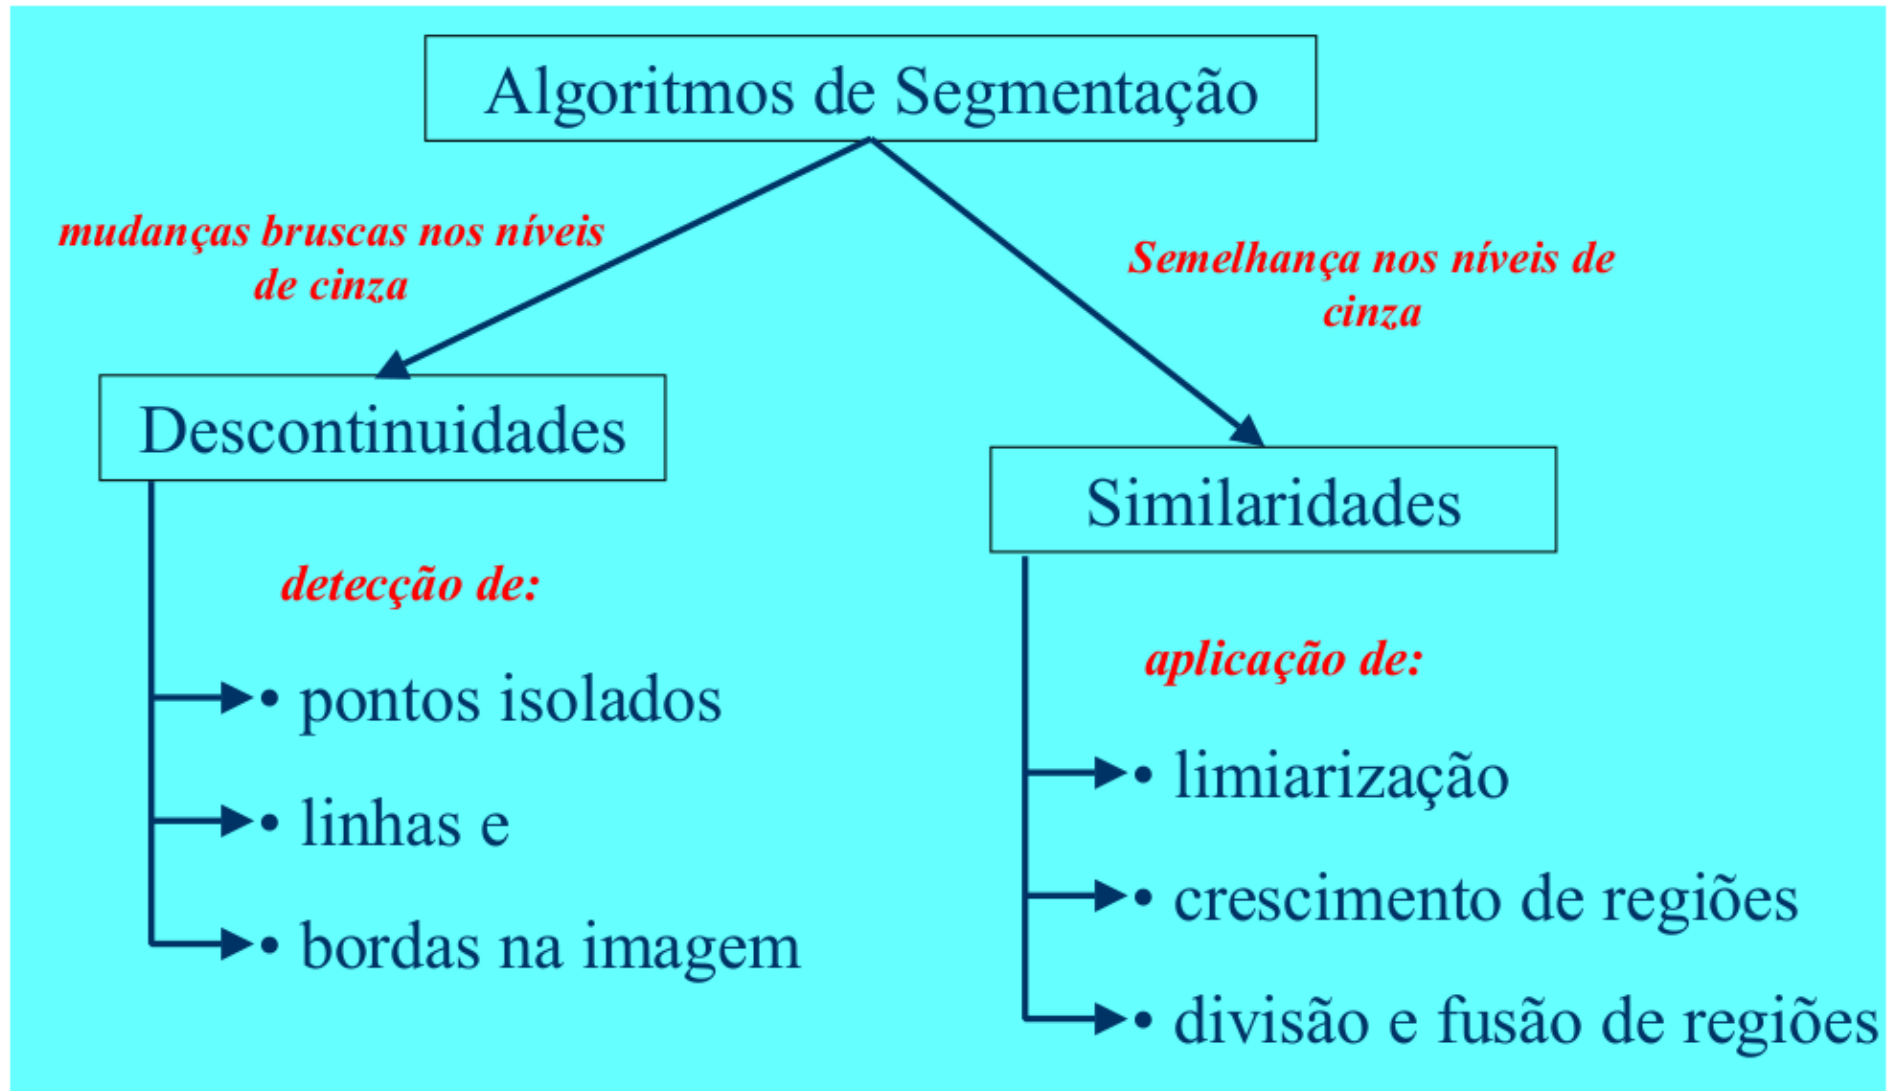 Algoritmos de Segmentação
mudanças bruscas nos níveis
de cinza
Semelhança nos níveis de
cinza
Descontinuidades
detecção de:
• pontos isolados
• linhas e
• bordas na imagem
Similaridades
aplicação de:
• limiarização
• crescimento de regiões
• divisão e fusão de regiões